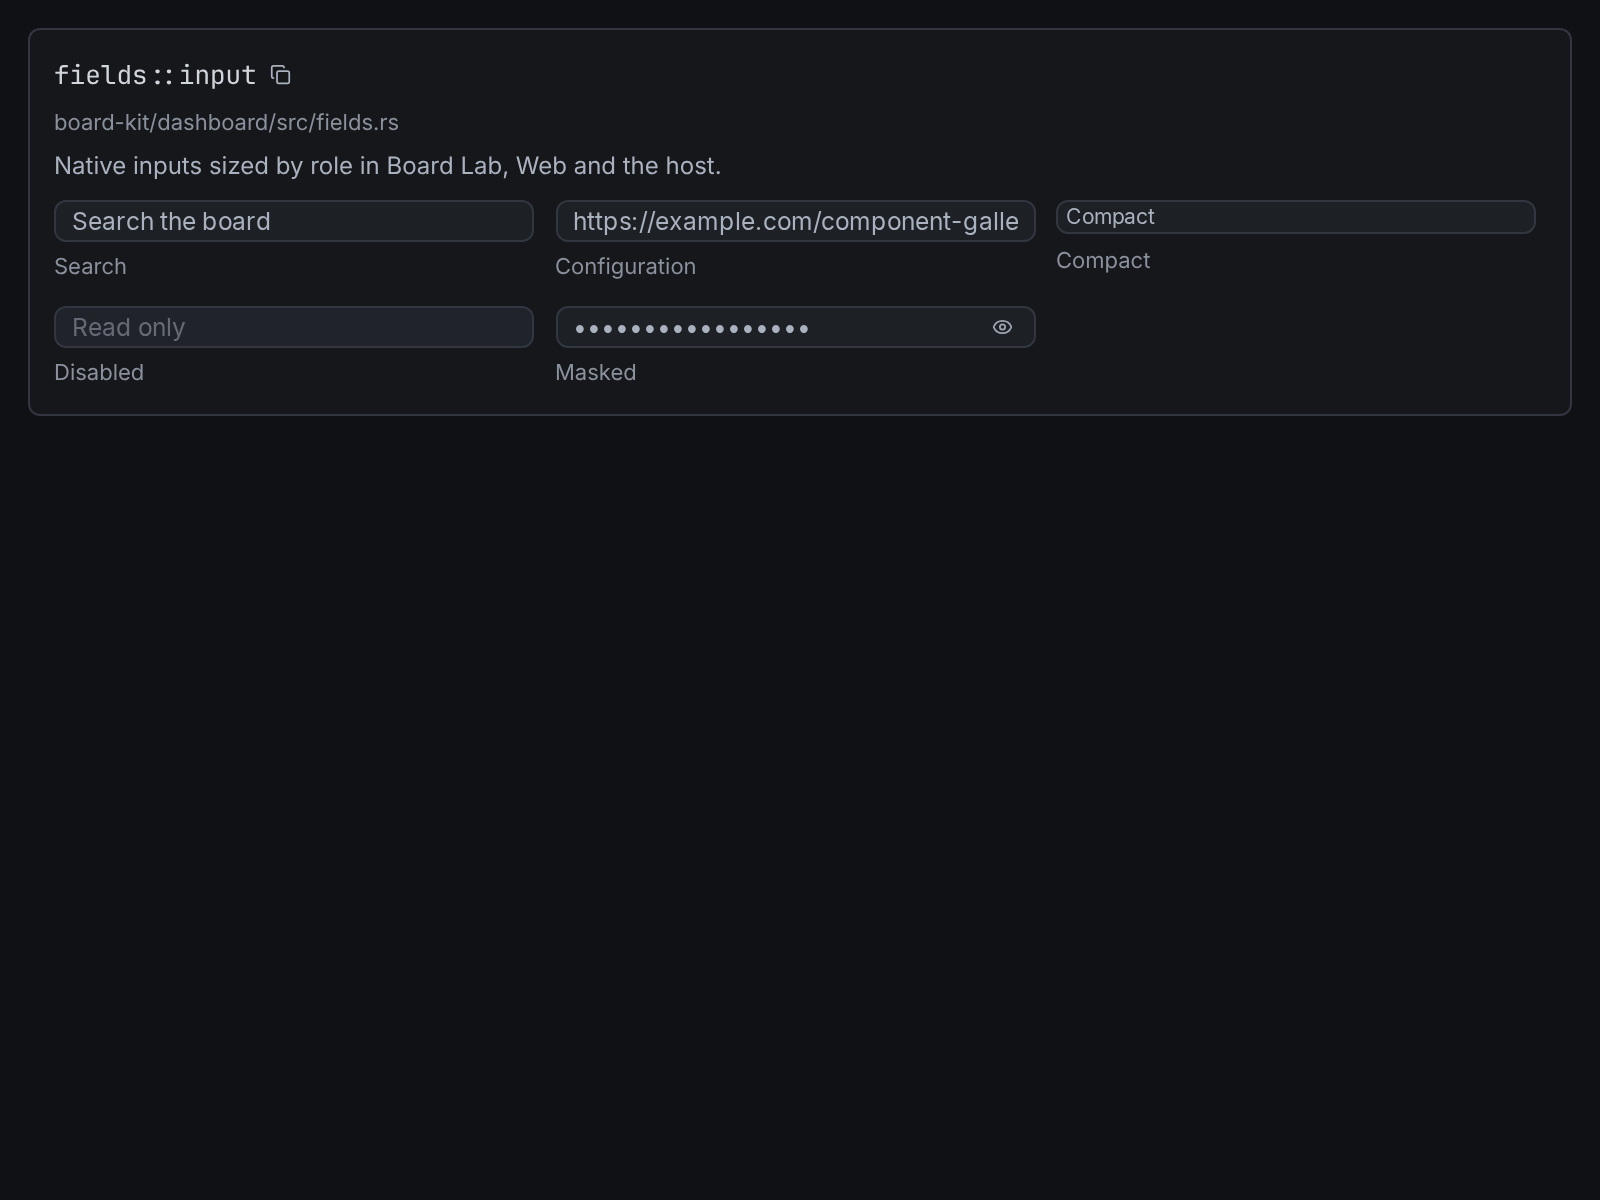 fields::input
board-kit/dashboard/src/fields.rs
Native inputs sized by role in Board Lab, Web and the host.
Search the board
https://example.com/component-galle
Compact
Search
Configuration
Compact
Read only
•••••••••••••••••
Disabled
Masked